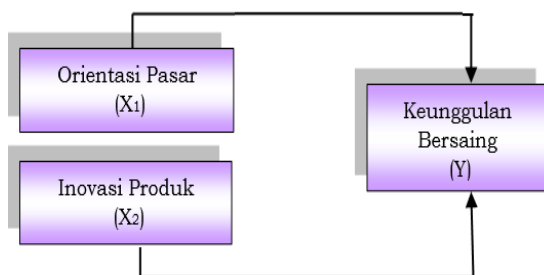 Orientasi Pasar
(X1)
Keunggulan
Bersaing
(Y)
Inovasi Produk
(X2)